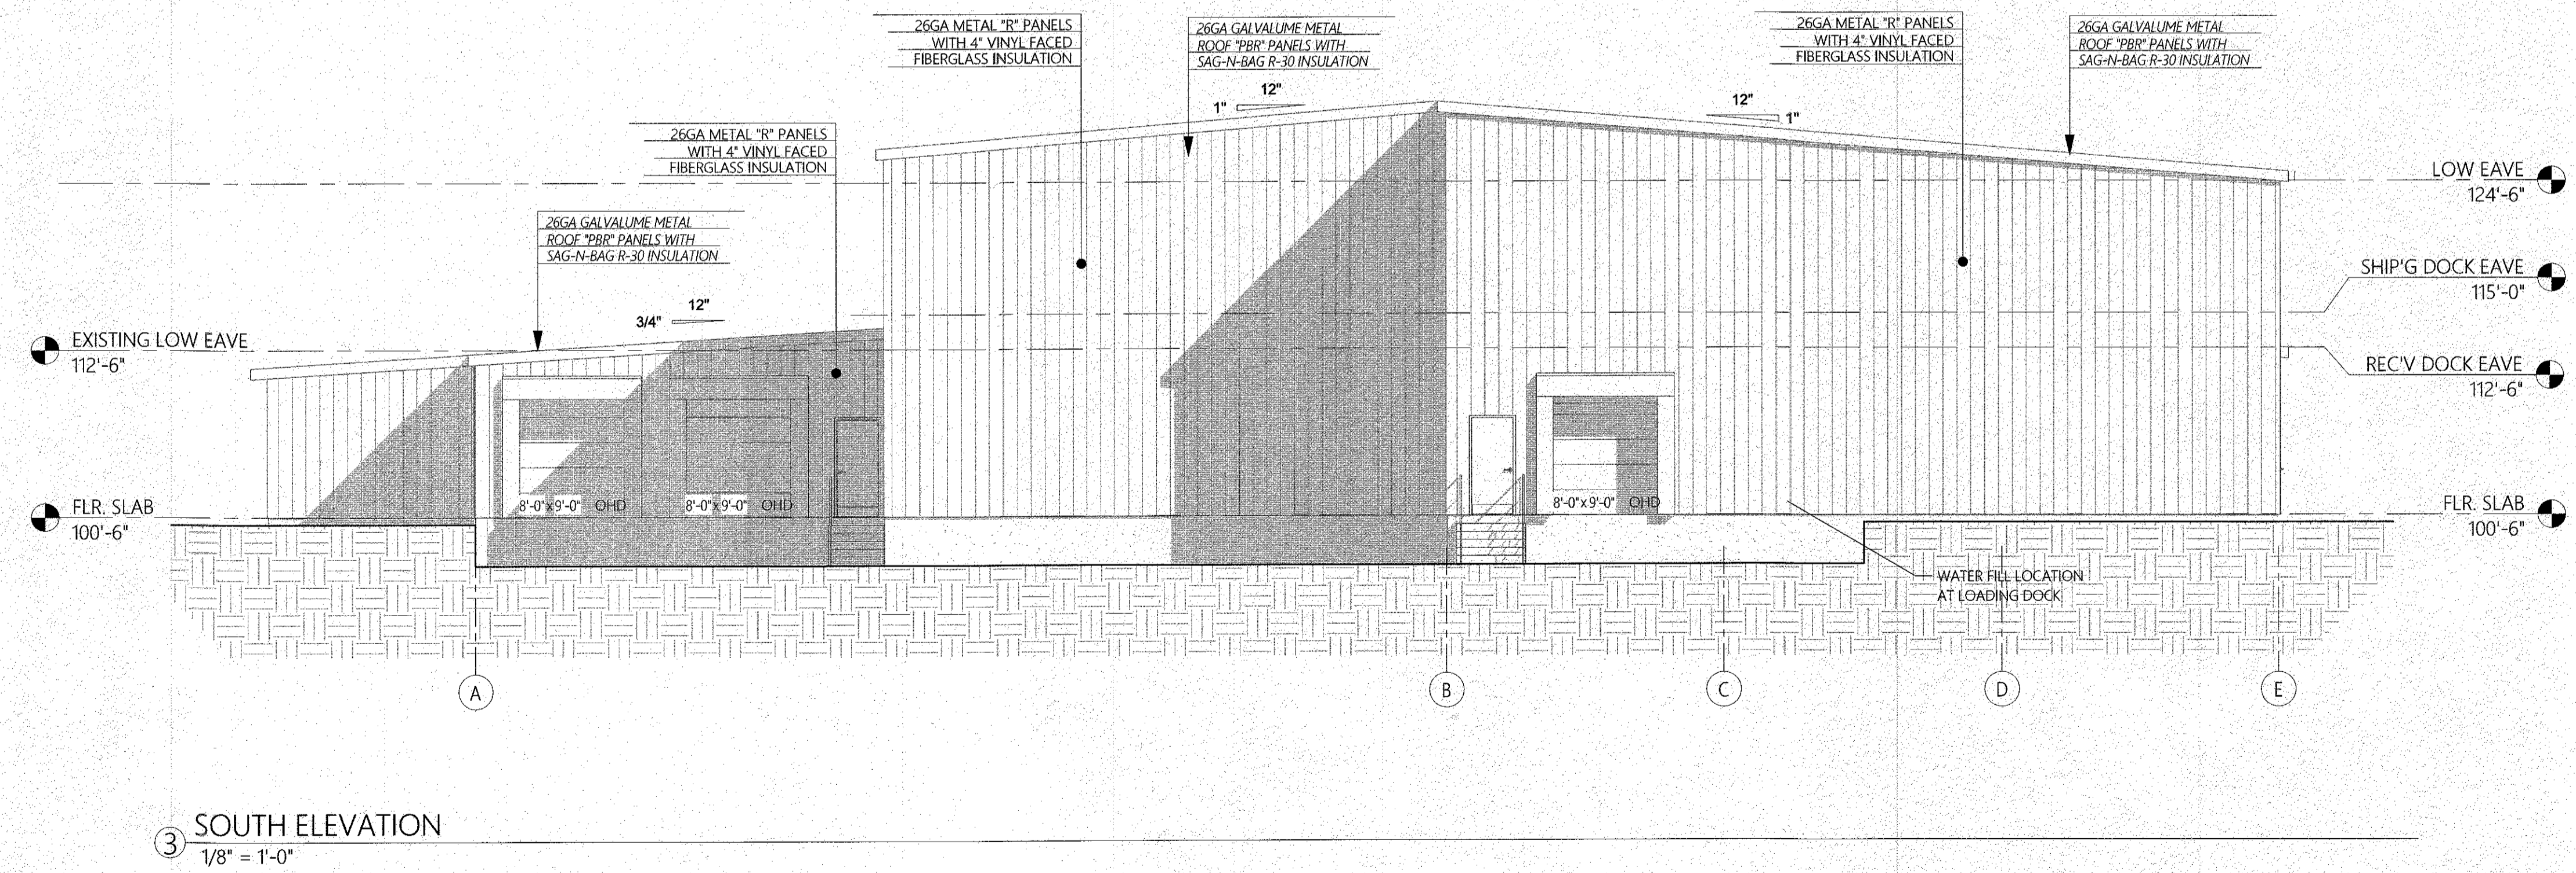 26GA METAL "R" PANELS
WITH 4" VINYL FACED
FIBERGLASS INSULATION
26GA GALVALUME METAL
ROOF "PBR" PANELS WITH
SAG-N-BAG R-30 INSULATION
26GA METAL "R" PANELS
WITH 4" VINYL FACED
FIBERGLASS INSULATION
26GA GALVALUME METAL
ROOF "PBR" PANELS WITH
SAG-N-BAG R-30 INSULATION
12"
1"
12"
1"
26GA METAL "R" PANELS
WITH 4" VINYL FACED
FIBERGLASS INSULATION
26GA GALVALUME METAL
ROOF "PBR" PANELS WITH
SAG-N-BAG R-30 INSULATION
12"
3/4"
LOW EAVE
124'-6"
SHIP'G DOCK EAVE
115'-0"
REC'V DOCK EAVE
112'-6"
EXISTING LOW EAVE
112'-6"
FLR. SLAB
100'-6"
8'-0"x9'-0" OHD
8'-0"x9'-0" OHD
8'-0"x9'-0" OHD
FLR. SLAB
100'-6"
WATER FILL LOCATION
AT LOADING DOCK
A
B
C
D
E
3
SOUTH ELEVATION
1/8" = 1'-0"